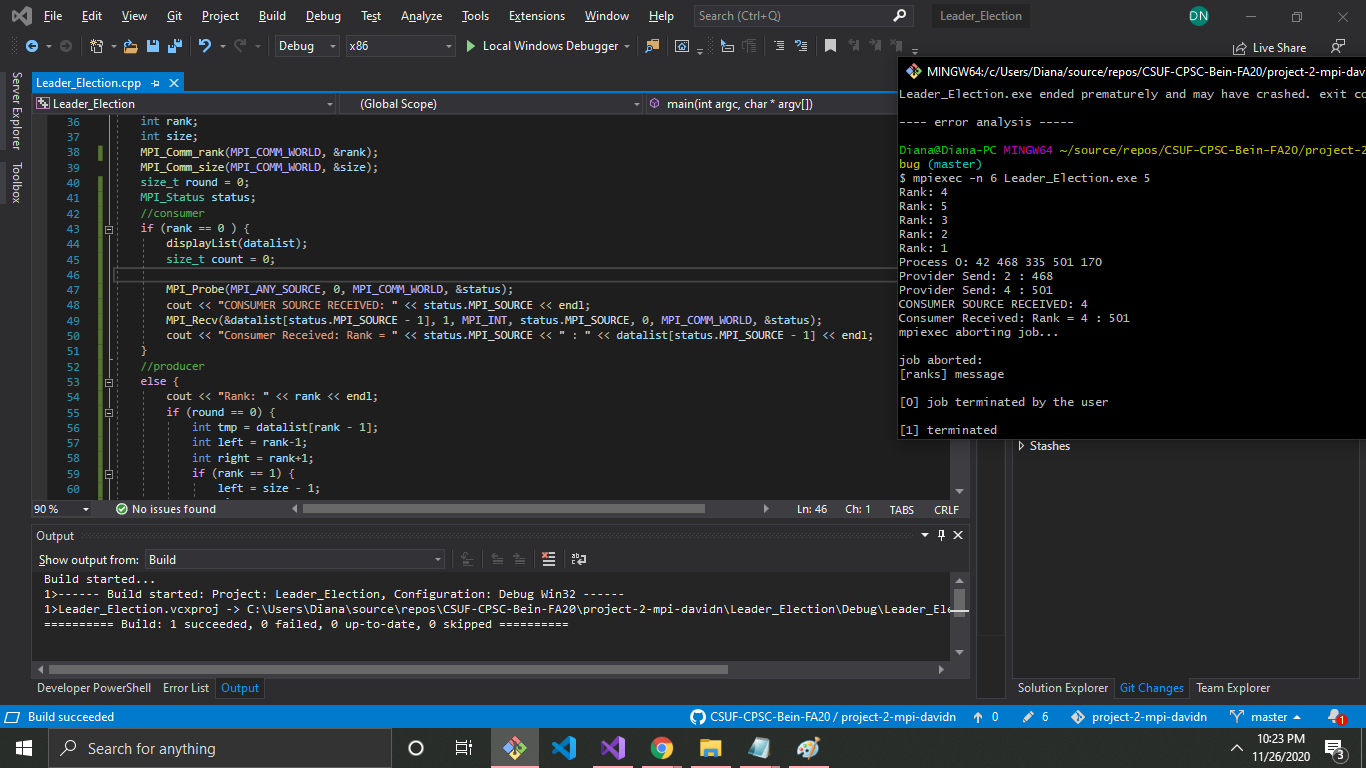 File Edit View Git Project Build Debug Test Analyze Tools Extensions Window Help Search (Ctrl+Q) Leader_Election DN
Debug x86 Local Windows Debugger Live Share
Server Explorer
Toolbox
Leader_Election.cpp
Leader_Election (Global Scope) main(int argc, char * argv[])
36 int rank;
37 int size;
38 MPI_Comm_rank(MPI_COMM_WORLD, &rank);
39 MPI_Comm_size(MPI_COMM_WORLD, &size);
40 size_t round = 0;
41 MPI_Status status;
42 //consumer
43 if (rank == 0 ) {
44 displayList(datalist);
45 size_t count = 0;
46
47 MPI_Probe(MPI_ANY_SOURCE, 0, MPI_COMM_WORLD, &status);
48 cout << "CONSUMER SOURCE RECEIVED: " << status.MPI_SOURCE << endl;
49 MPI_Recv(&datalist[status.MPI_SOURCE - 1], 1, MPI_INT, status.MPI_SOURCE, 0, MPI_COMM_WORLD, &status);
50 cout << "Consumer Received: Rank = " << status.MPI_SOURCE << " : " << datalist[status.MPI_SOURCE - 1] << endl;
51 }
52 //producer
53 else {
54 cout << "Rank: " << rank << endl;
55 if (round == 0) {
56 int tmp = datalist[rank - 1];
57 int left = rank-1;
58 int right = rank+1;
59 if (rank == 1) {
60 left = size - 1;
90 % No issues found Ln: 46 Ch: 1 TABS CRLF
MINGW64:/c/Users/Diana/source/repos/CSUF-CPSC-Bein-FA20/project-2-mpi-davi
Leader_Election.exe ended prematurely and may have crashed. exit co
---- error analysis -----
Diana@Diana-PC MINGW64 ~/source/repos/CSUF-CPSC-Bein-FA20/project-2
bug (master)
$ mpiexec -n 6 Leader_Election.exe 5
Rank: 4
Rank: 5
Rank: 3
Rank: 2
Rank: 1
Process 0: 42 468 335 501 170
Provider Send: 2 : 468
Provider Send: 4 : 501
CONSUMER SOURCE RECEIVED: 4
Consumer Received: Rank = 4 : 501
mpiexec aborting job...
job aborted:
[ranks] message
[0] job terminated by the user
[1] terminated
Stashes
Output
Show output from: Build
Build started...
1>------ Build started: Project: Leader_Election, Configuration: Debug Win32 ------
1>Leader_Election.vcxproj -> C:\Users\Diana\source\repos\CSUF-CPSC-Bein-FA20\project-2-mpi-davidn\Leader_Election\Debug\Leader_Ele
========== Build: 1 succeeded, 0 failed, 0 up-to-date, 0 skipped ==========
Developer PowerShell Error List Output
Solution Explorer Git Changes Team Explorer
Build succeeded CSUF-CPSC-Bein-FA20 / project-2-mpi-davidn 0 6 project-2-mpi-davidn master 1
Search for anything
10:23 PM
11/26/2020
3